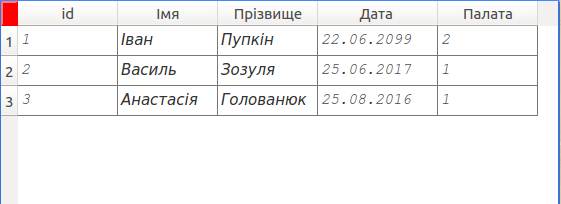 id Імя Прізвище Дата Палата
1 1 Іван Пупкін 22.06.2099 2
2 2 Василь Зозуля 25.06.2017 1
3 3 Анастасія Голованюк 25.08.2016 1